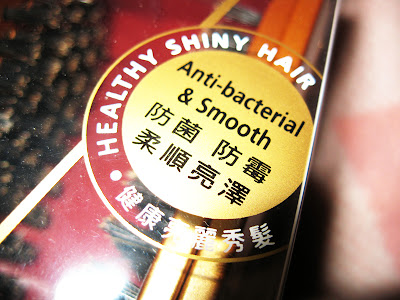 HEALTHY SHINY HAIR
Anti-bacterial
& Smooth
防菌 防霉
柔順亮澤
健康亮麗秀髮